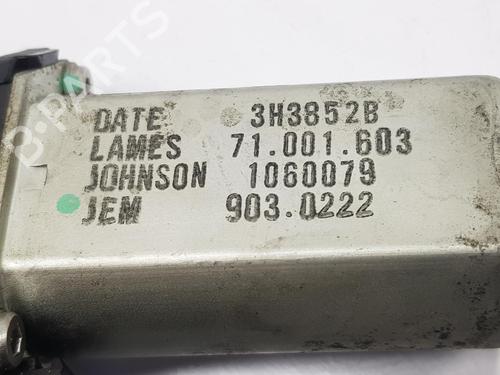 DATE 3H3852B
LAMES 71.001.603
JOHNSON 1060079
JEM 903.0222
B-PARTS